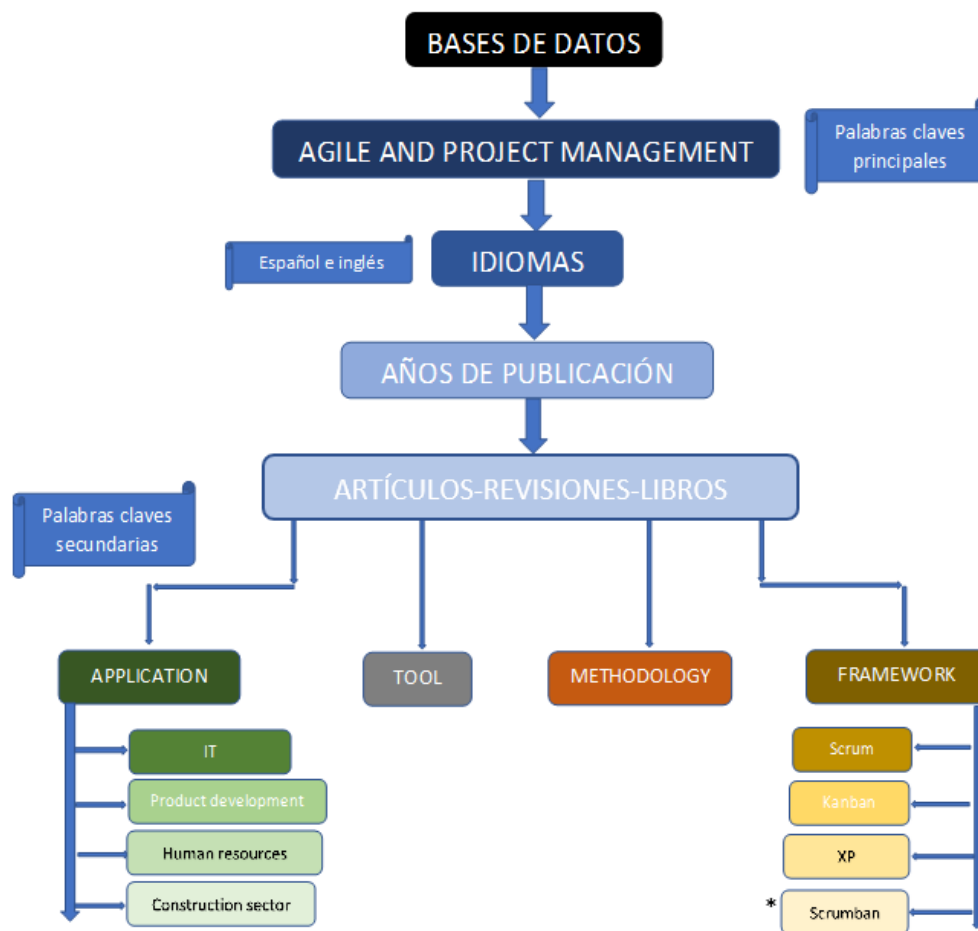 BASES DE DATOS
AGILE AND PROJECT MANAGEMENT
Palabras claves
principales
Español e inglés
IDIOMAS
AÑOS DE PUBLICACIÓN
ARTÍCULOS-REVISIONES-LIBROS
Palabras claves
secundarias
APPLICATION
TOOL
METHODOLOGY
FRAMEWORK
IT
Product development
Human resources
Construction sector
Scrum
Kanban
XP
* Scrumban